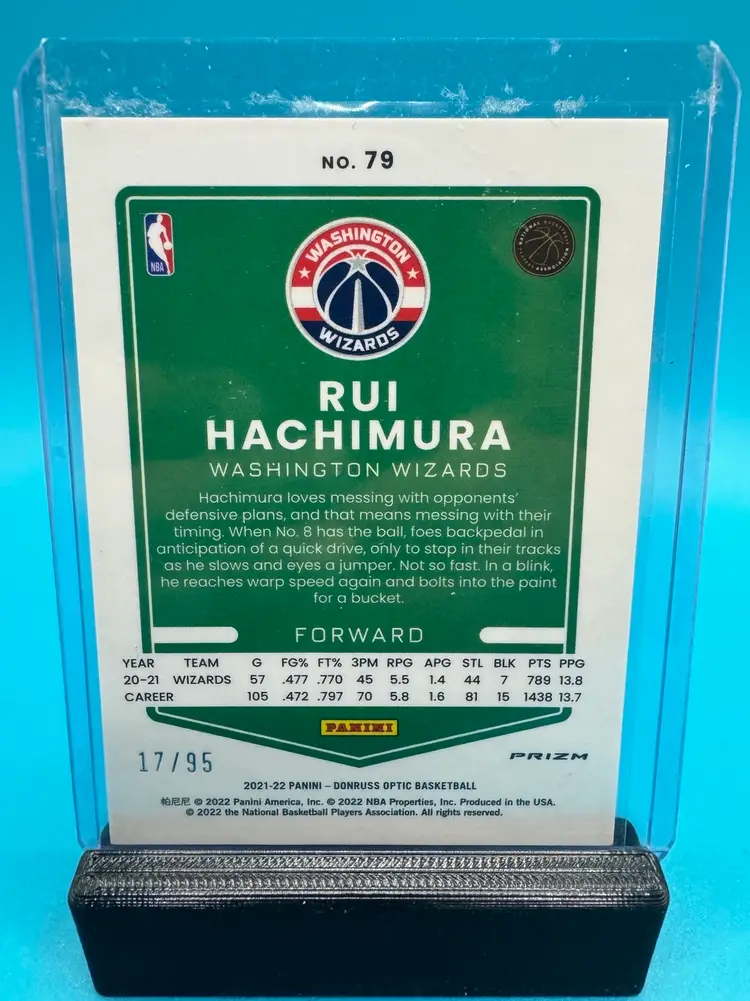 NO. 79
NBA
WASHINGTON
WIZARDS
NATIONAL BASKETBALL
ASSOCIATION
RUI
HACHIMURA
WASHINGTON WIZARDS
Hachimura loves messing with opponents'
defensive plans, and that means messing with their
timing. When No. 8 has the ball, foes backpedal in
anticipation of a quick drive, only to stop in their tracks
as he slows and eyes a jumper. Not so fast. In a blink,
he reaches warp speed again and bolts into the paint
for a bucket.
FORWARD
YEAR TEAM G FG% FT% 3PM RPG APG STL BLK PTS PPG
20-21 WIZARDS 57 .477 .770 45 5.5 1.4 44 7 789 13.8
CAREER 105 .472 .797 70 5.8 1.6 81 15 1438 13.7
PANINI
17/95
PRIZM
2021-22 PANINI – DONRUSS OPTIC BASKETBALL
帕尼尼 © 2022 Panini America, Inc. © 2022 NBA Properties, Inc. Produced in the USA.
© 2022 the National Basketball Players Association. All rights reserved.